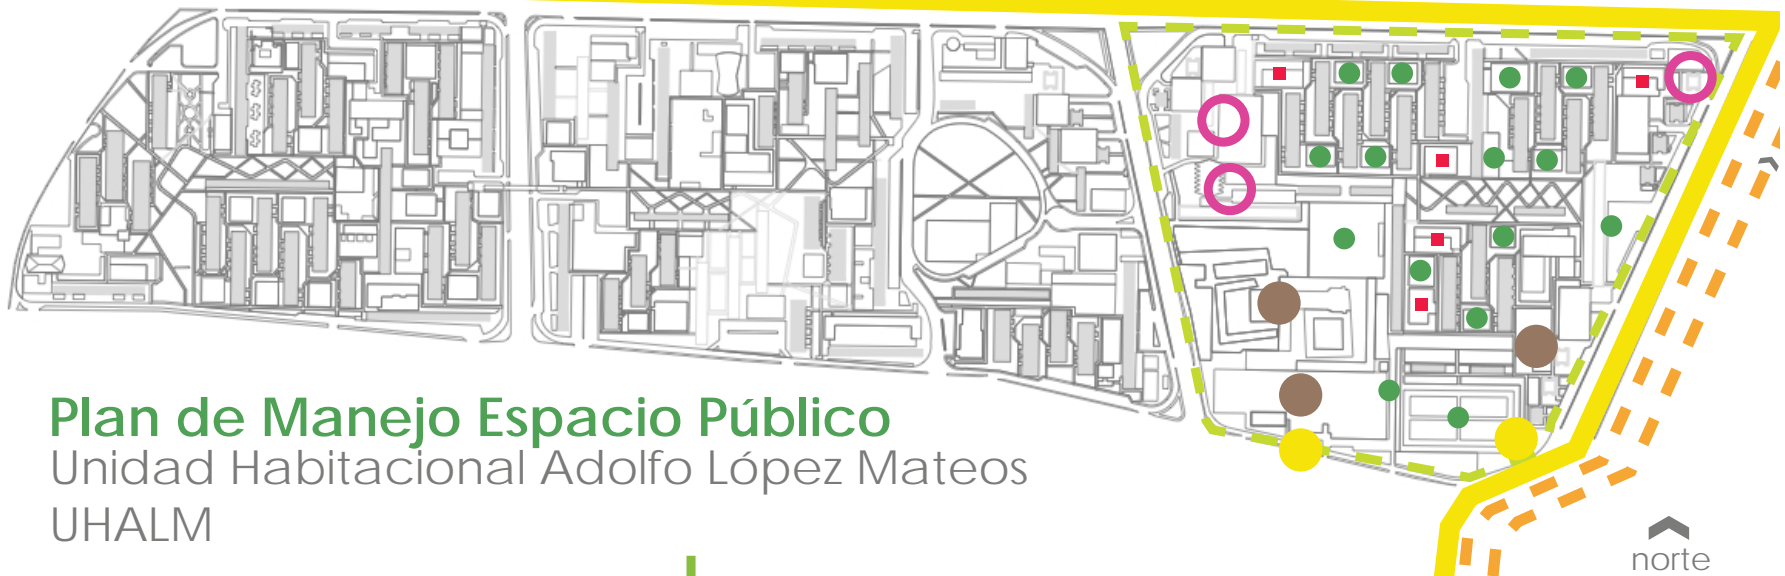 Plan de Manejo Espacio Público
Unidad Habitacional Adolfo López Mateos
UHALM
norte